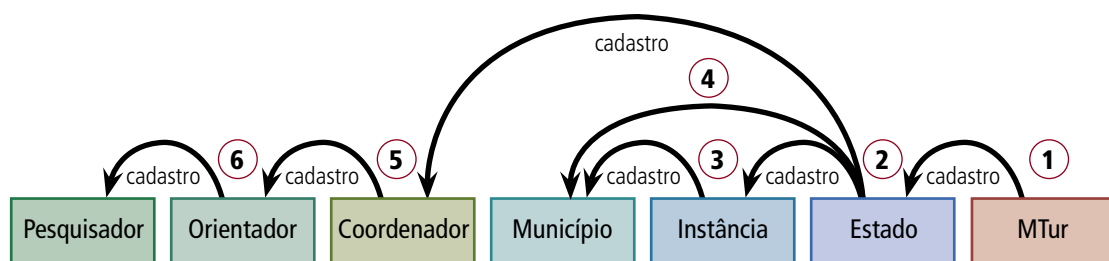 cadastro
4
6
5
3
2
1
cadastro
cadastro
cadastro
cadastro
cadastro
Pesquisador
Orientador
Coordenador
Município
Instância
Estado
MTur